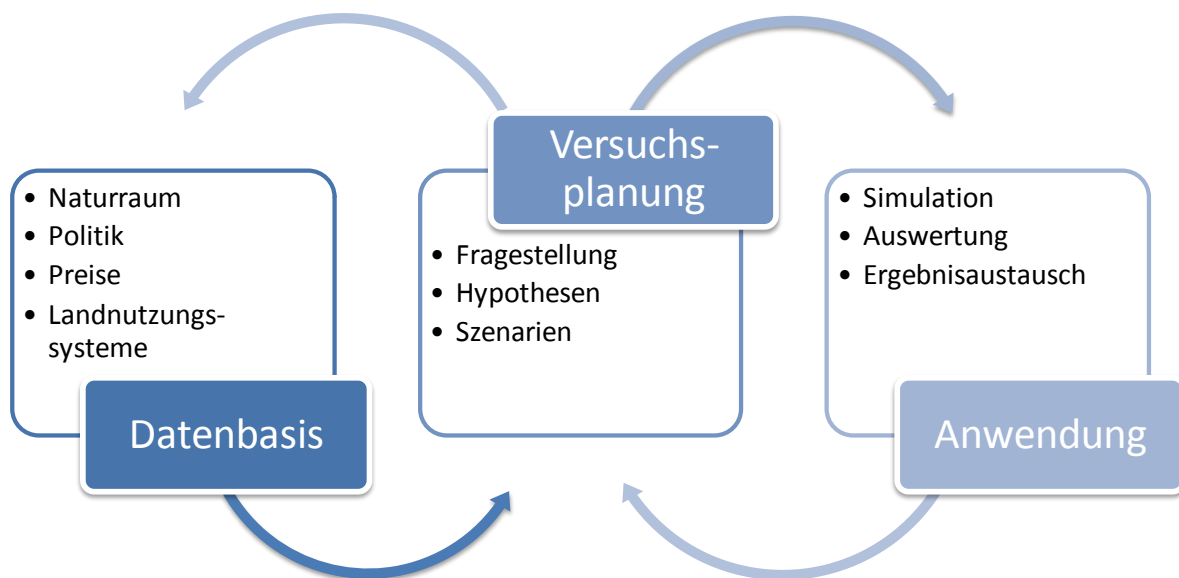 • Naturraum
• Politik
• Preise
• Landnutzungs-
systeme
Datenbasis
Versuchs-
planung
• Fragestellung
• Hypothesen
• Szenarien
• Simulation
• Auswertung
• Ergebnisaustausch
Anwendung